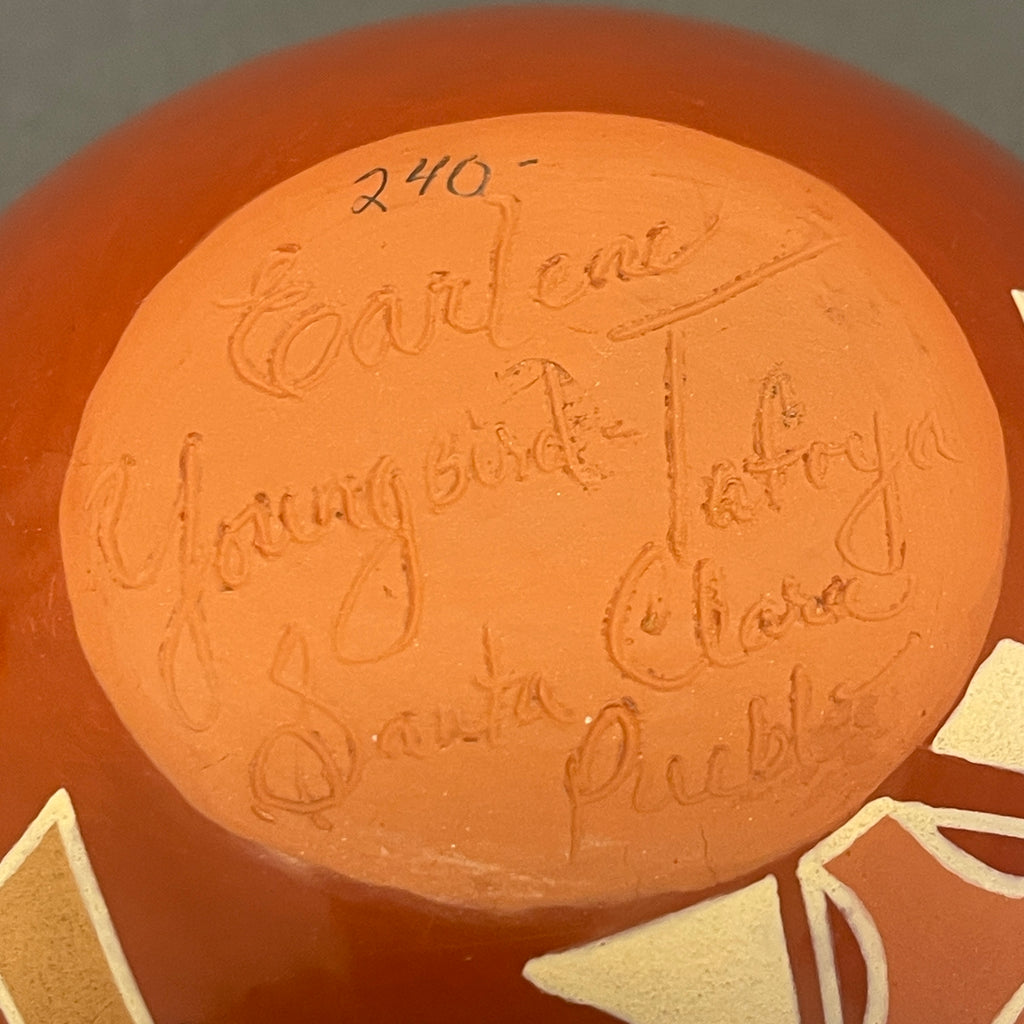 240-
Earlene
Youngbird-Tafoya
Santa Clara
Pueblo